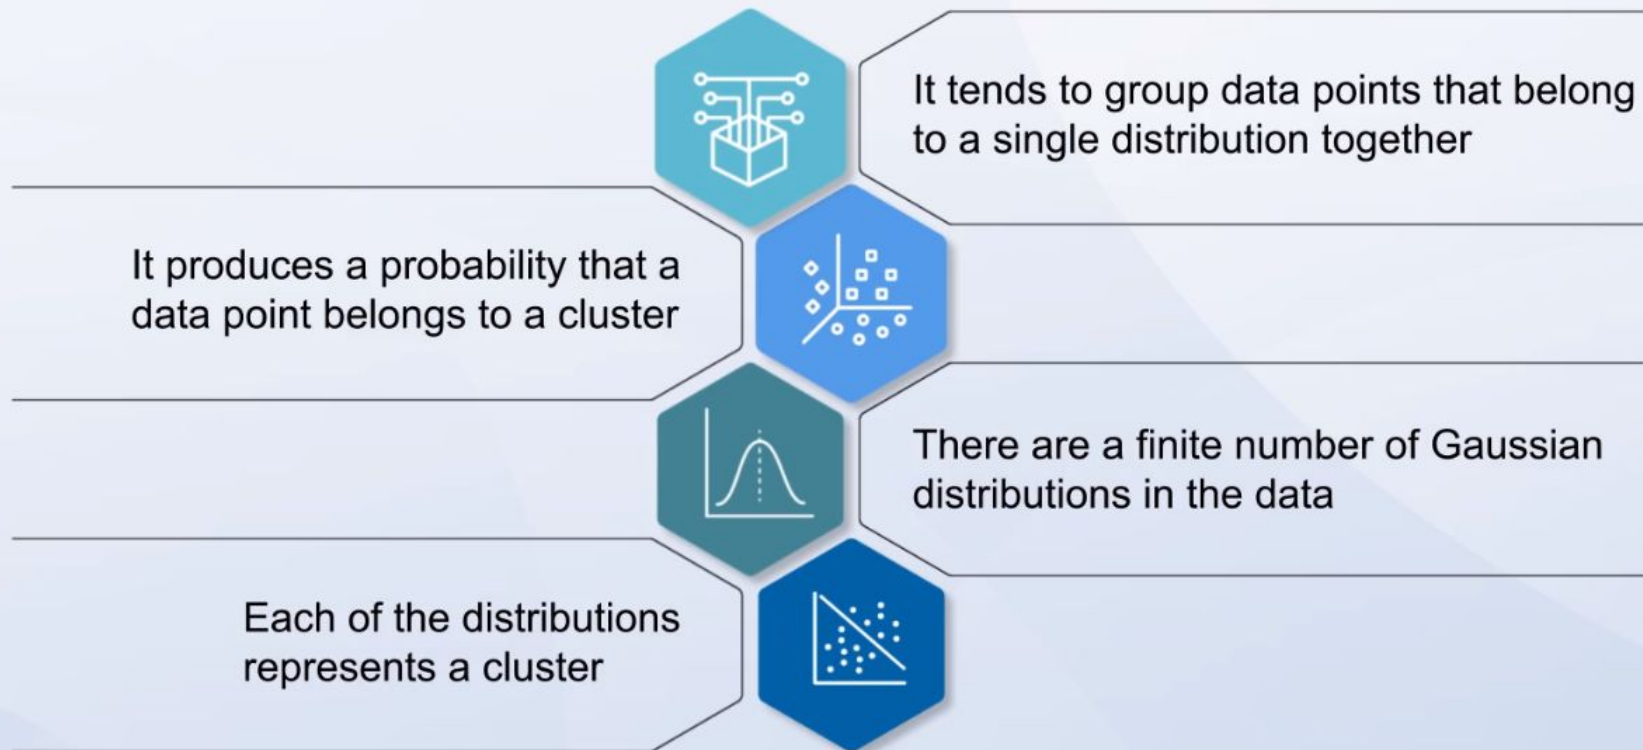 It tends to group data points that belong
to a single distribution together
It produces a probability that a
data point belongs to a cluster
There are a finite number of Gaussian
distributions in the data
Each of the distributions
represents a cluster